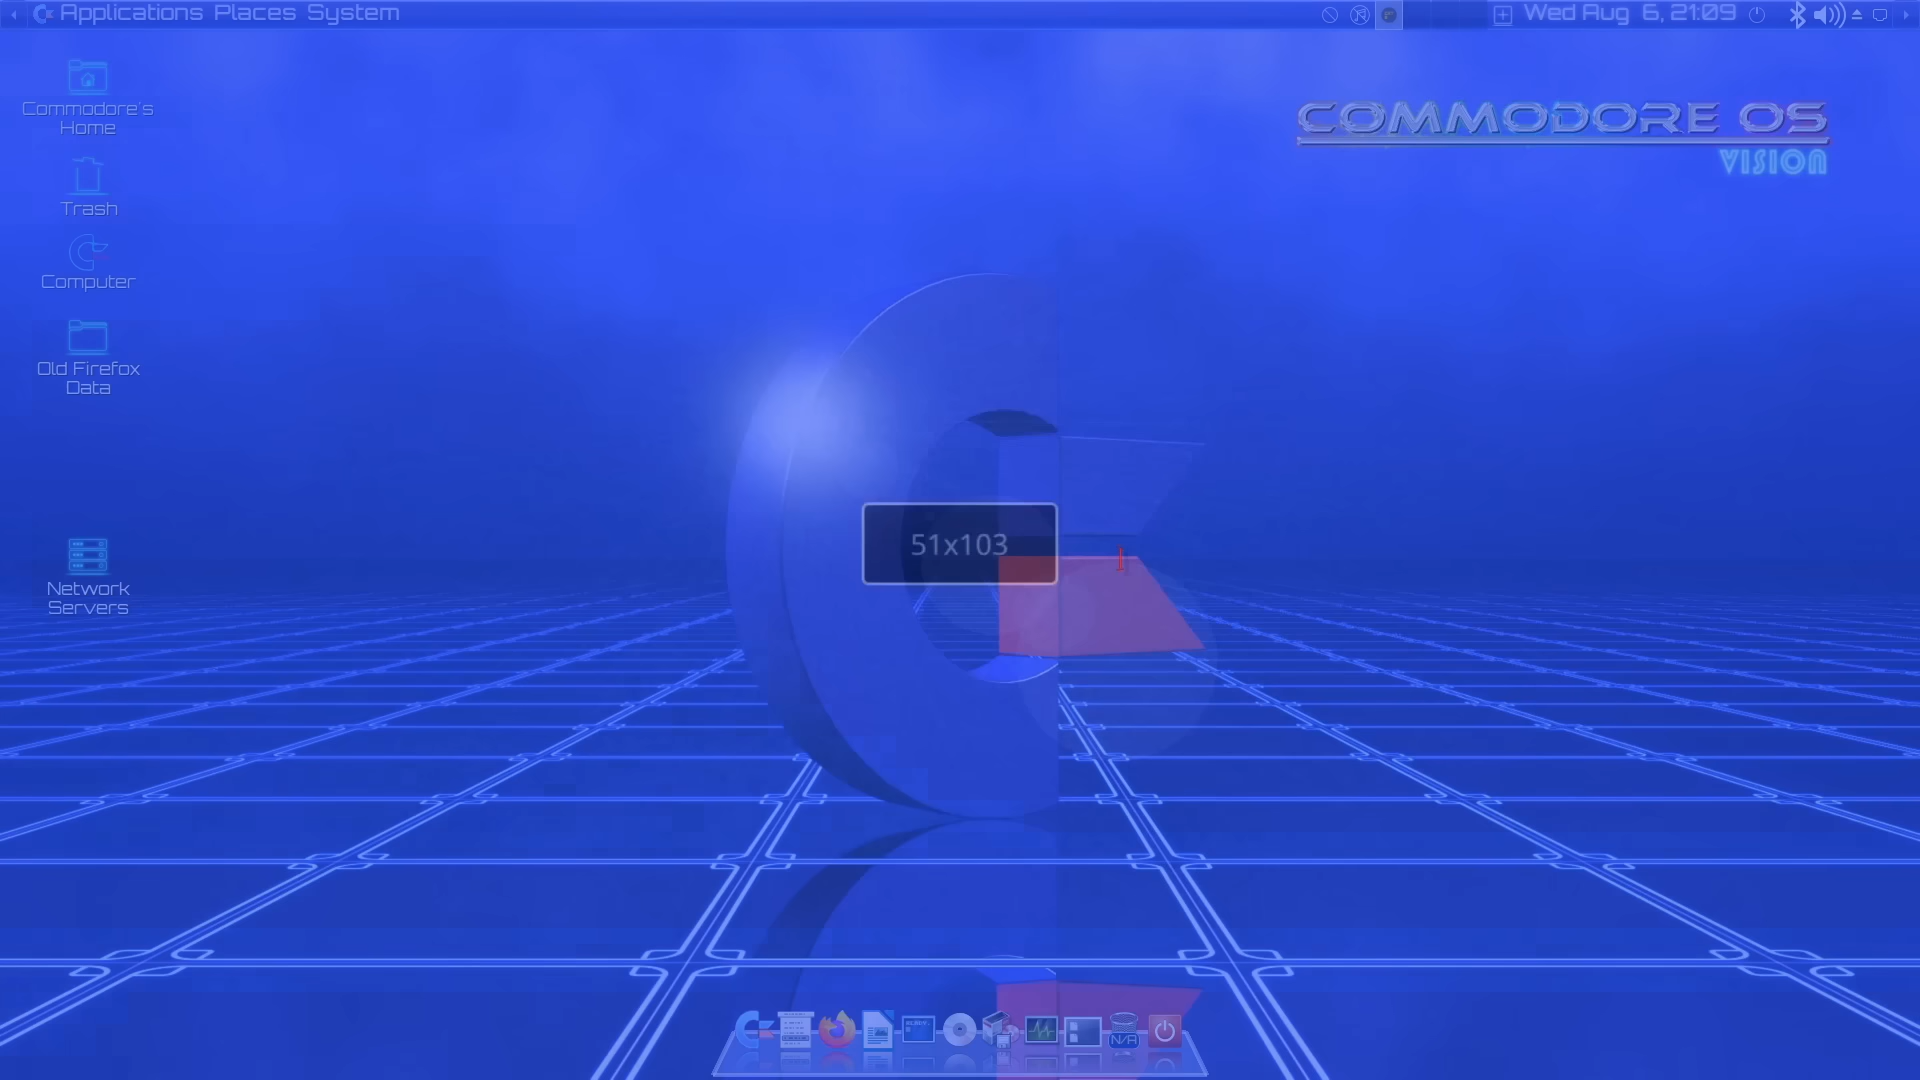 Applications Places System
Wed Aug 6, 21:09
Commodore's
Home
COMMODORE OS
VISION
Trash
Computer
Old Firefox
Data
51x103
Network
Servers
N/A